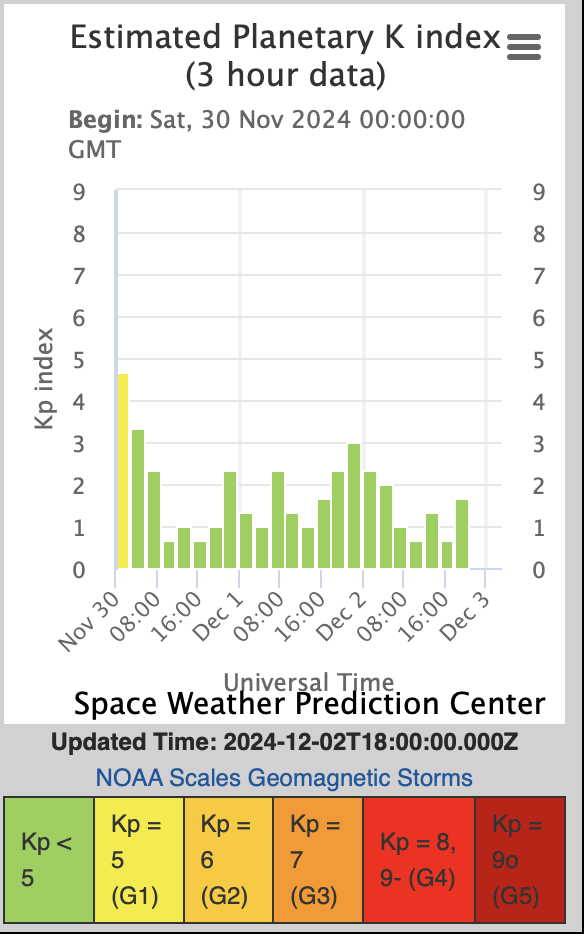 Estimated Planetary K index
(3 hour data)
Begin: Sat, 30 Nov 2024 00:00:00
GMT
9 9
8 8
7 7
6 6
5 5
4 4
3 3
2 2
1 1
0 0
Kp index
Nov 30 08:00 16:00 Dec 1 08:00 16:00 Dec 2 08:00 16:00 Dec 3
Universal Time
Space Weather Prediction Center
Updated Time: 2024-12-02T18:00:00.000Z
NOAA Scales Geomagnetic Storms
Kp <
5
Kp =
5
(G1)
Kp =
6
(G2)
Kp =
7
(G3)
Kp = 8,
9- (G4)
Kp =
9o
(G5)